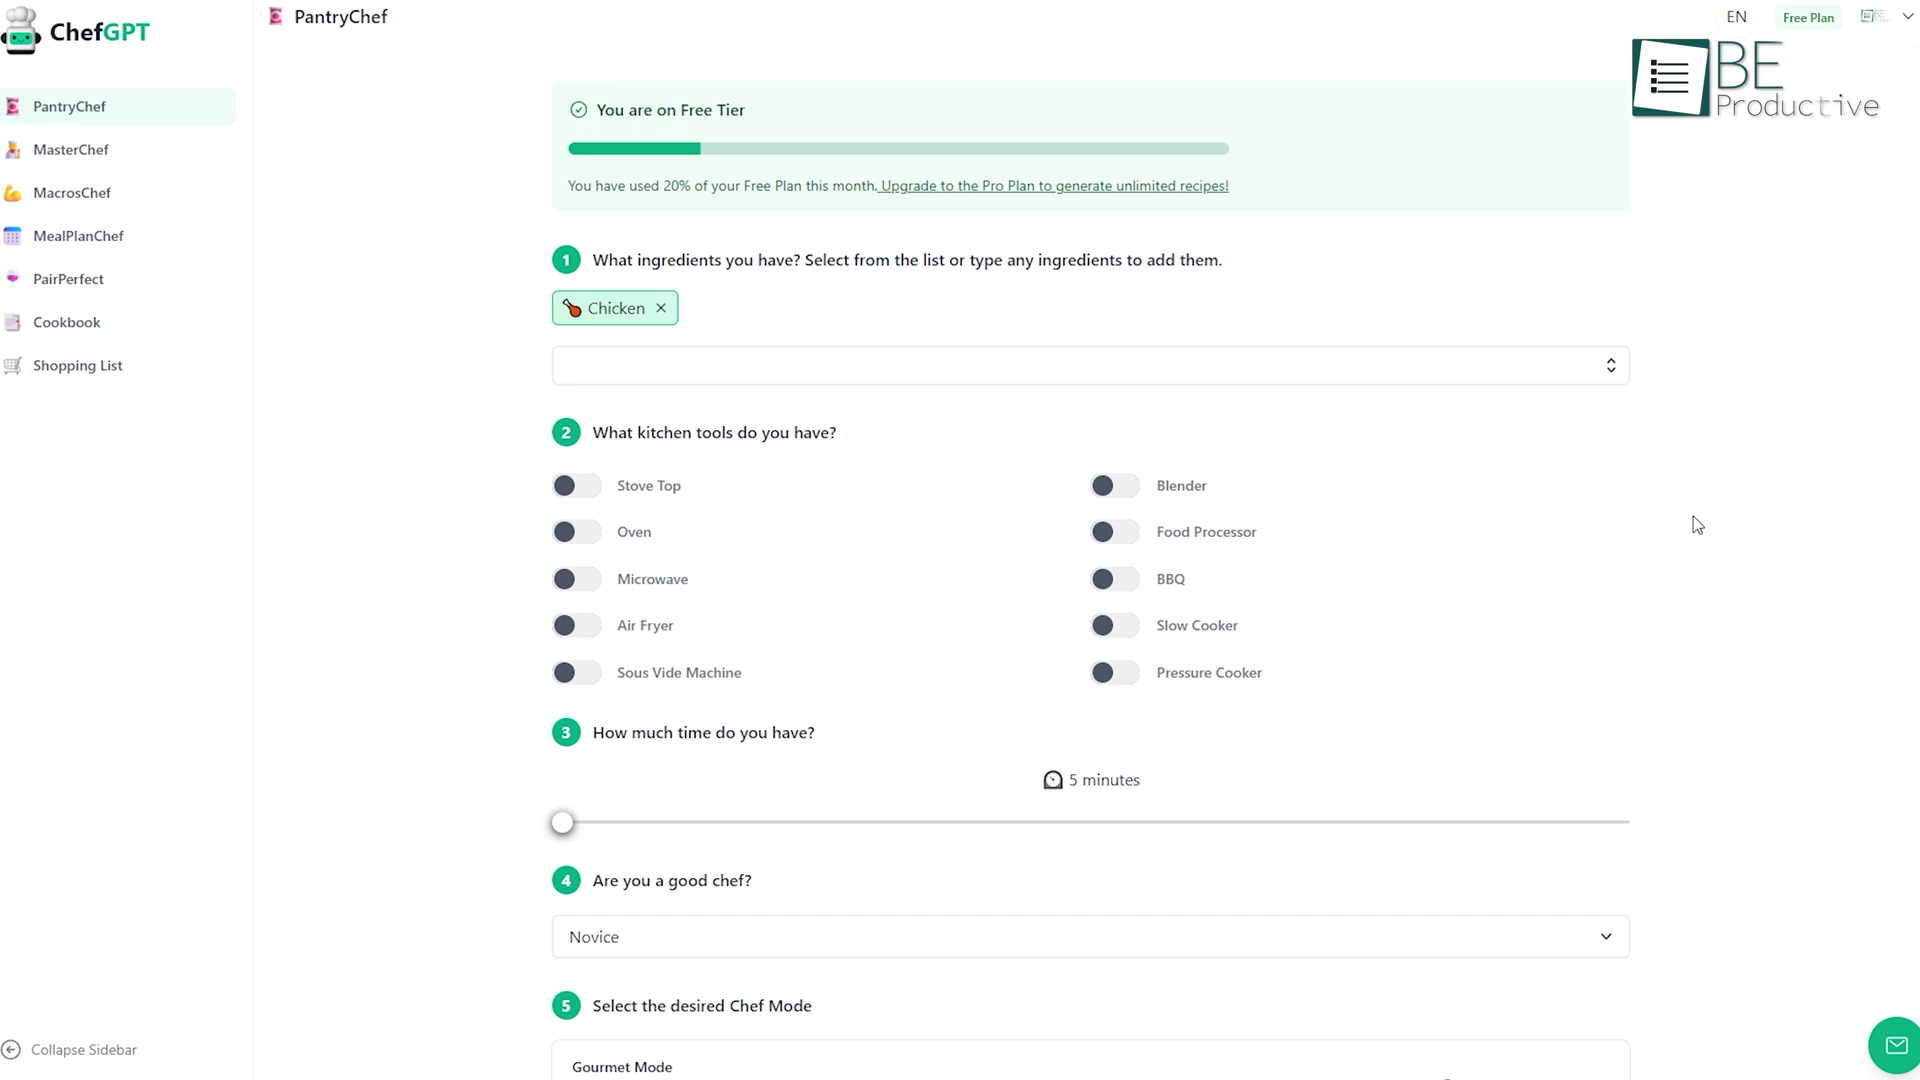 ChefGPT
PantryChef
MasterChef
MacrosChef
MealPlanChef
PairPerfect
Cookbook
Shopping List
Collapse Sidebar
PantryChef
EN
Free Plan
BE
Productive
You are on Free Tier
You have used 20% of your Free Plan this month. Upgrade to the Pro Plan to generate unlimited recipes!
1 What ingredients you have? Select from the list or type any ingredients to add them.
Chicken ×
2 What kitchen tools do you have?
Stove Top
Blender
Oven
Food Processor
Microwave
BBQ
Air Fryer
Slow Cooker
Sous Vide Machine
Pressure Cooker
3 How much time do you have?
5 minutes
4 Are you a good chef?
Novice
5 Select the desired Chef Mode
Gourmet Mode